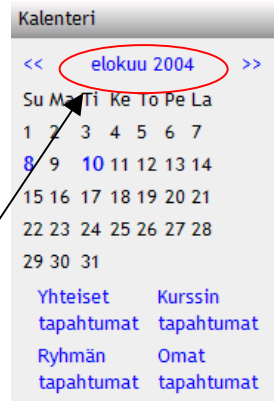 Kalenteri
<< elokuu 2004 >>
Su Ma Ti Ke To Pe La
1 2 3 4 5 6 7
8 9 10 11 12 13 14
15 16 17 18 19 20 21
22 23 24 25 26 27 28
29 30 31
Yhteiset Kurssin
tapahtumat tapahtumat
Ryhmän Omat
tapahtumat tapahtumat